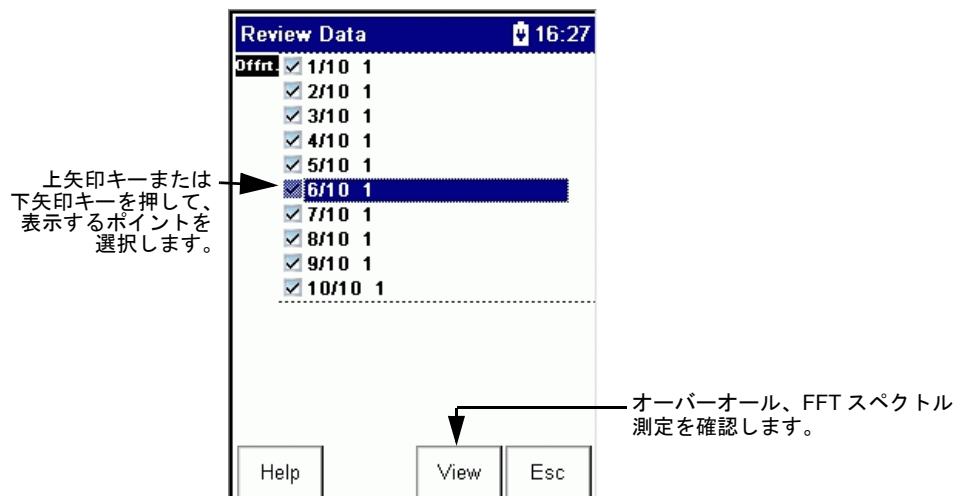 Review Data 16:27
Offrt.
1/10 1
2/10 1
3/10 1
4/10 1
5/10 1
6/10 1
7/10 1
8/10 1
9/10 1
10/10 1
上矢印キーまたは
下矢印キーを押して、
表示するポイントを
選択します。
オーバーオール、FFT スペクトル
測定を確認します。
Help View Esc